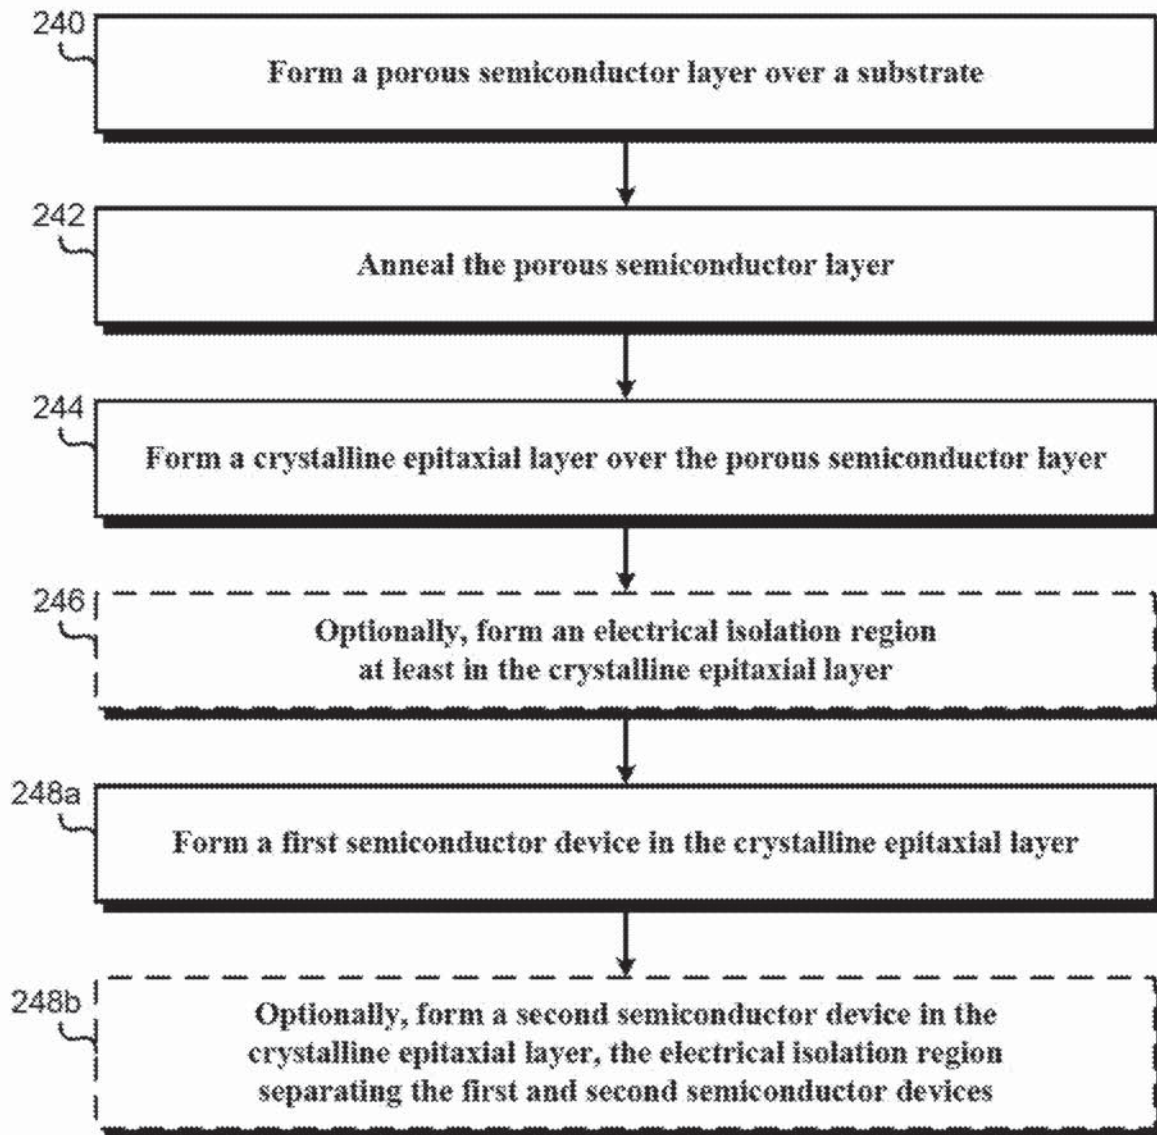 240
Form a porous semiconductor layer over a substrate
242
Anneal the porous semiconductor layer
244
Form a crystalline epitaxial layer over the porous semiconductor layer
246
Optionally, form an electrical isolation region
at least in the crystalline epitaxial layer
248a
Form a first semiconductor device in the crystalline epitaxial layer
248b
Optionally, form a second semiconductor device in the
crystalline epitaxial layer, the electrical isolation region
separating the first and second semiconductor devices